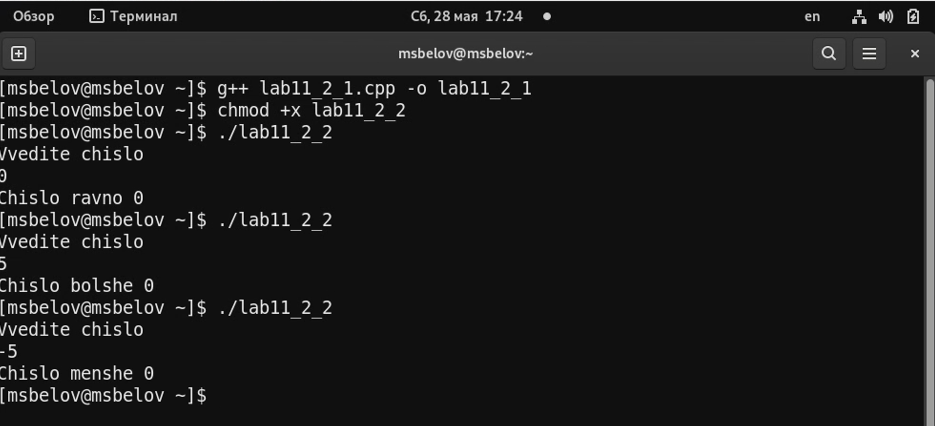 Обзор Терминал Сб, 28 мая 17:24 en
msbelov@msbelov:~
[msbelov@msbelov ~]$ g++ lab11_2_1.cpp -o lab11_2_1
[msbelov@msbelov ~]$ chmod +x lab11_2_2
[msbelov@msbelov ~]$ ./lab11_2_2
Vvedite chislo
0
Chislo ravno 0
[msbelov@msbelov ~]$ ./lab11_2_2
Vvedite chislo
5
Chislo bolshe 0
[msbelov@msbelov ~]$ ./lab11_2_2
Vvedite chislo
-5
Chislo menshe 0
[msbelov@msbelov ~]$